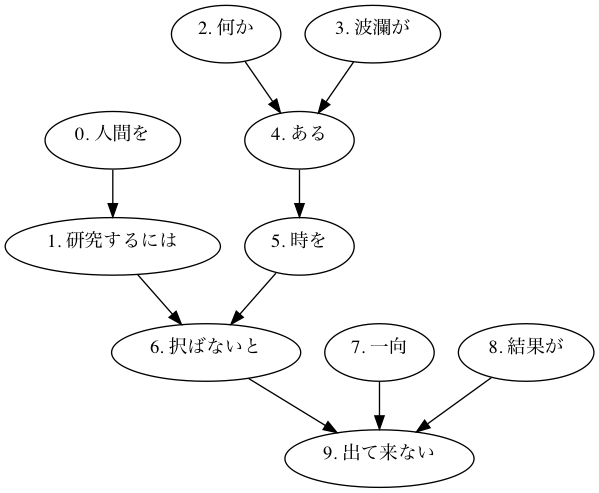 2. 何か
3. 波瀾が
0. 人間を
4. ある
1. 研究するには
5. 時を
6. 択ばないと
7. 一向
8. 結果が
9. 出て来ない